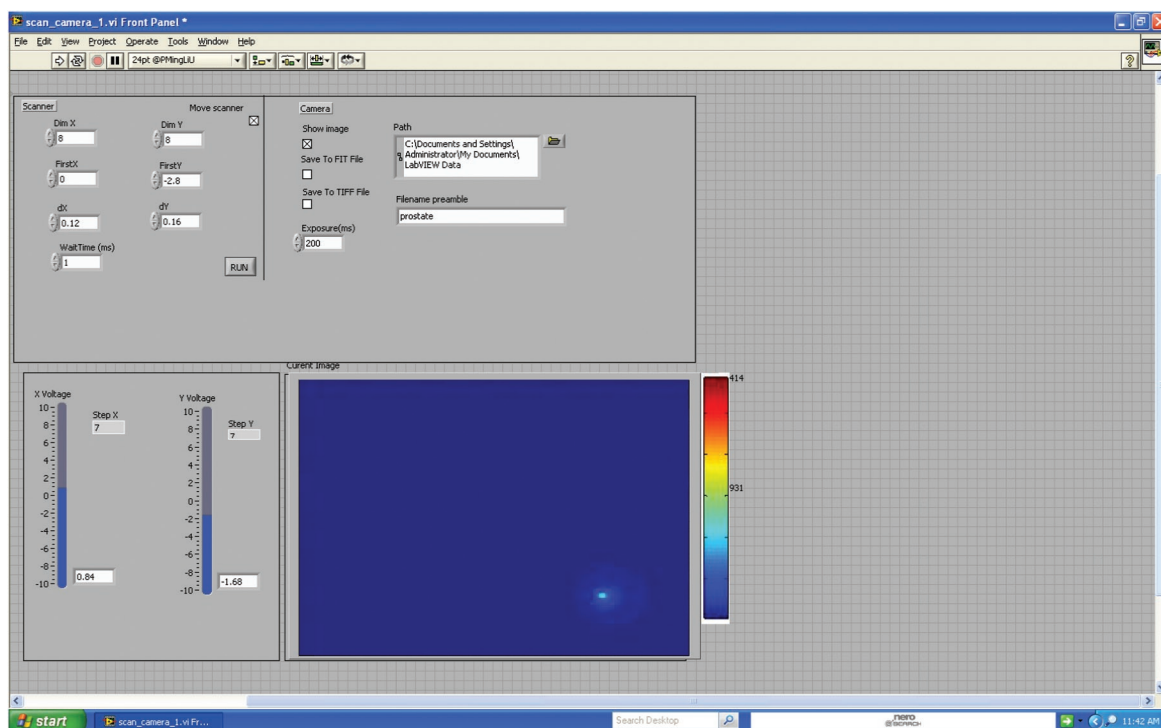 scan_camera_1.vi Front Panel *
File Edit View Project Operate Tools Window Help
24pt @PMingLiU
?
Scanner
Move scanner
Dim X
8
Dim Y
8
FirstX
0
FirstY
-2.8
dX
0.12
dY
0.16
WaitTime (ms)
1
RUN
Camera
Show image
Save To FIT File
Save To TIFF File
Exposure(ms)
200
Path
C:\Documents and Settings\
Administrator\My Documents\
LabVIEW Data
Filename preamble
prostate
X Voltage
10
8
6
4
2
0
-2
-4
-6
-8
-10
0.84
Step X
7
Y Voltage
10
8
6
4
2
0
-2
-4
-6
-8
-10
-1.68
Step Y
7
Curent Image
414
931
start
scan_camera_1.vi Fr...
Search Desktop
nero
SEARCH
11:42 AM